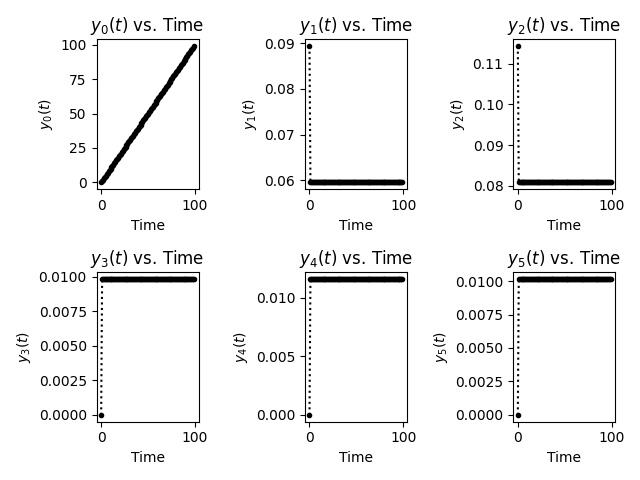 y₀(t) vs. Time
y₁(t) vs. Time
y₂(t) vs. Time
100
75
50
25
0
y₀(t)
0
100
Time
0.09
0.08
0.07
0.06
y₁(t)
0
100
Time
0.11
0.10
0.09
0.08
y₂(t)
0
100
Time
y₃(t) vs. Time
y₄(t) vs. Time
y₅(t) vs. Time
0.0100
0.0075
0.0050
0.0025
0.0000
y₃(t)
0
100
Time
0.010
0.005
0.000
y₄(t)
0
100
Time
0.0100
0.0075
0.0050
0.0025
0.0000
y₅(t)
0
100
Time